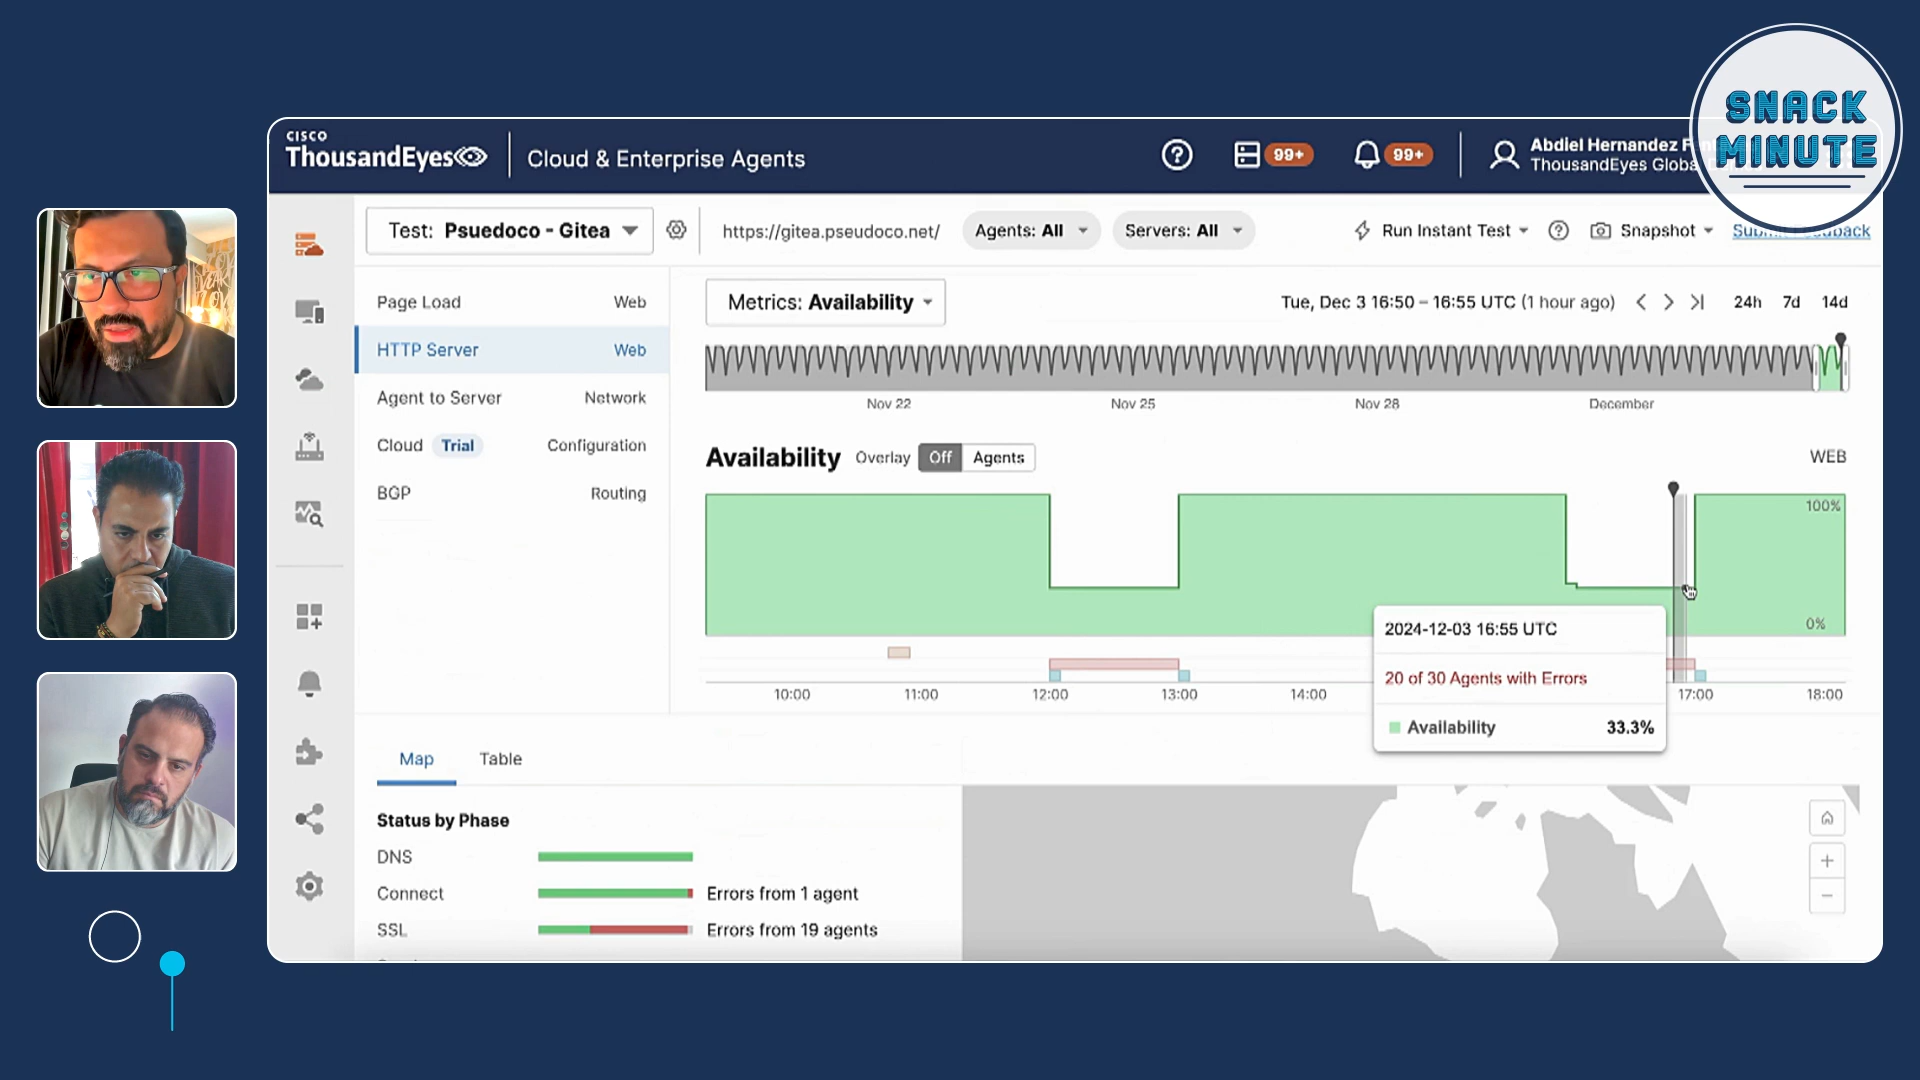 SNACK
MINUTE
CISCO
ThousandEyes
Cloud & Enterprise Agents
?
99+
99+
Abdiel Hernandez F
ThousandEyes Globa
Test: Psuedoco - Gitea
https://gitea.pseudoco.net/
Agents: All
Servers: All
Run Instant Test
?
Snapshot
Submit Feedback
Page Load Web
HTTP Server Web
Agent to Server Network
Cloud Trial Configuration
BGP Routing
Metrics: Availability
Tue, Dec 3 16:50 – 16:55 UTC (1 hour ago)
24h 7d 14d
Nov 22 Nov 25 Nov 28 December
Availability Overlay Off Agents
WEB
100%
0%
2024-12-03 16:55 UTC
20 of 30 Agents with Errors
Availability 33.3%
10:00 11:00 12:00 13:00 14:00 17:00 18:00
Map Table
Status by Phase
DNS
Connect Errors from 1 agent
SSL Errors from 19 agents